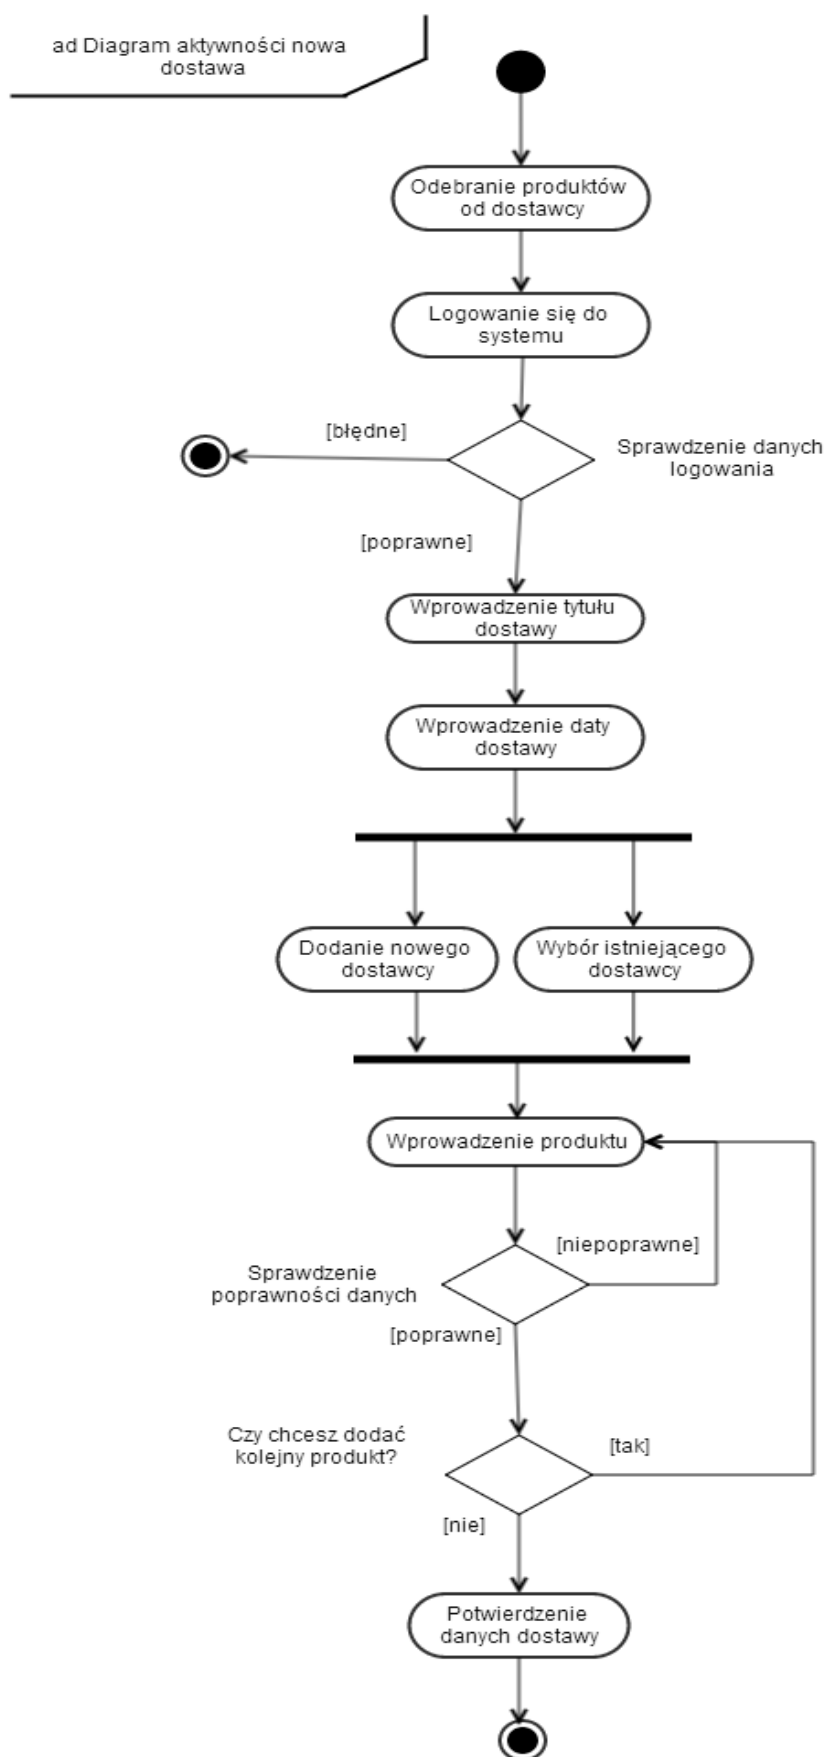 ad Diagram aktywności nowa
dostawa
Odebranie produktów
od dostawcy
Logowanie się do
systemu
[błędne]
Sprawdzenie danych
logowania
[poprawne]
Wprowadzenie tytułu
dostawy
Wprowadzenie daty
dostawy
Dodanie nowego
dostawcy
Wybór istniejącego
dostawcy
Wprowadzenie produktu
[niepoprawne]
Sprawdzenie
poprawności danych
[poprawne]
Czy chcesz dodać
kolejny produkt?
[tak]
[nie]
Potwierdzenie
danych dostawy